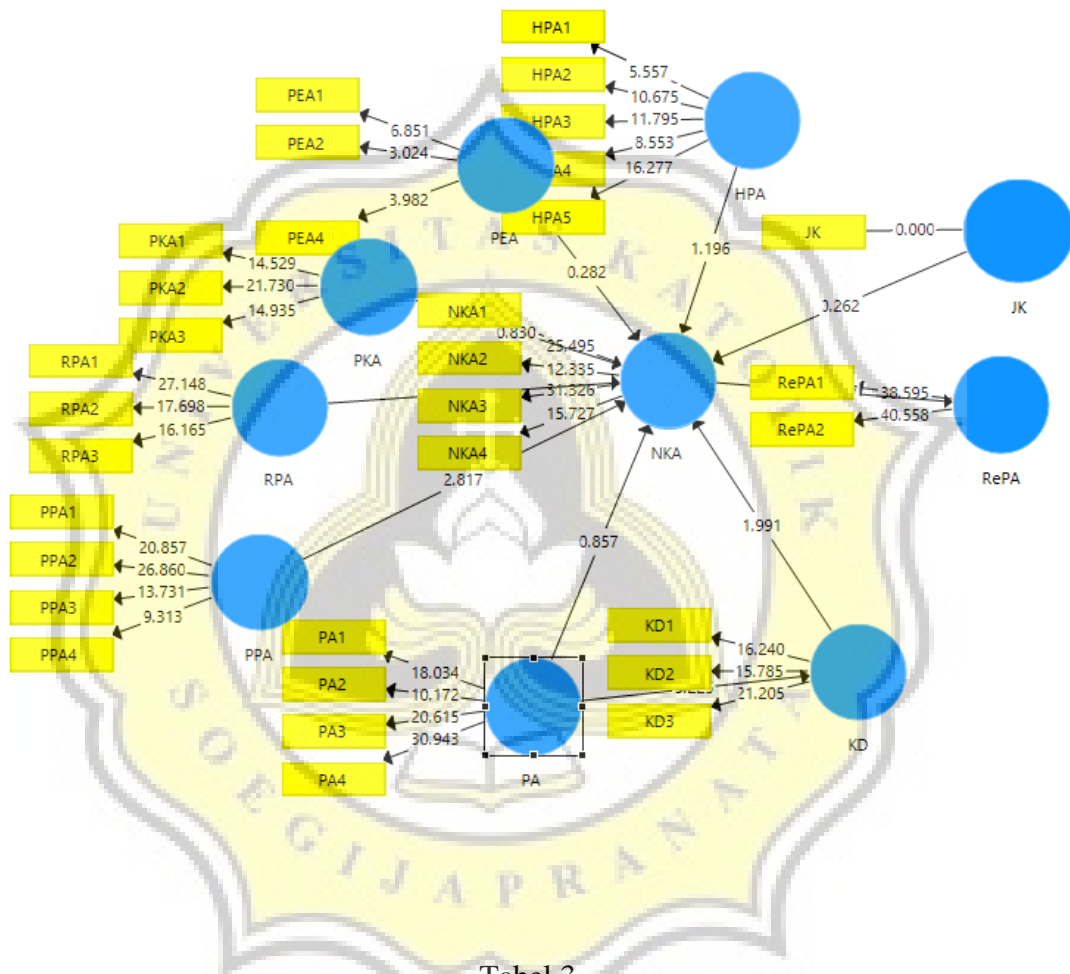 HPA1
5.557
HPA2
10.675
HPA3
11.795
8.553
HPA5
16.277
HPA
PEA1
6.851
PEA2
3.024
3.982
PEA4
PEA
0.282
1.196
JK
0.000
JK
0.262
PKA1
14.529
PKA2
21.730
PKA3
14.935
PKA
0.830
NKA1
25.495
NKA2
12.335
NKA3
31.326
NKA4
15.727
NKA
RPA1
27.148
RPA2
17.698
RPA3
16.165
RPA
RePA1
38.595
RePA2
40.558
RePA
2.817
PPA1
20.857
PPA2
26.860
PPA3
13.731
PPA4
9.313
PPA
0.857
1.991
PA1
18.034
PA2
10.172
PA3
20.615
PA4
30.943
PA
KD1
16.240
KD2
15.785
KD3
21.205
KD
UNIVERSITAS KATOLIK
SOEGIJAPRANATA
Tabel 3